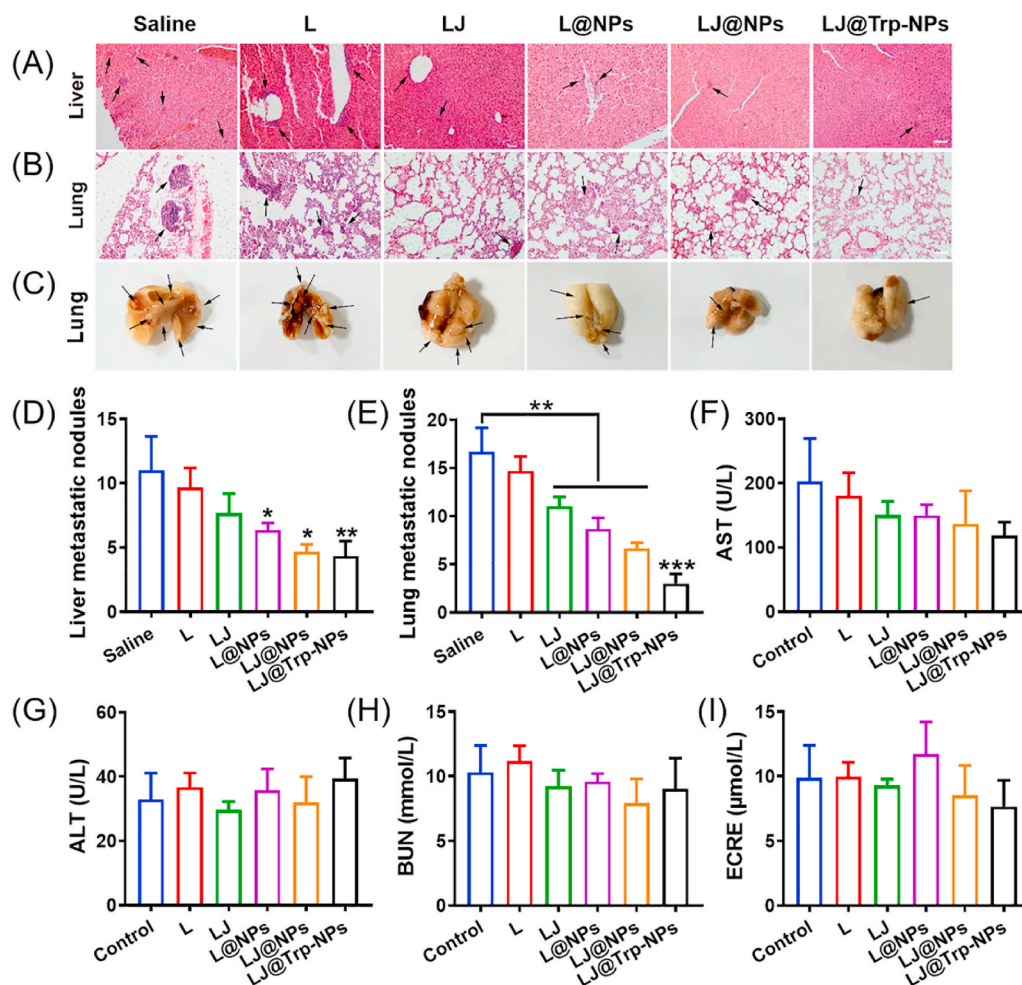 Saline L LJ L@NPs LJ@NPs LJ@Trp-NPs
(A) Liver
(B) Lung
(C) Lung
(D)
Liver metastatic nodules
15
10
5
0
Saline L LJ L@NPs LJ@NPs LJ@Trp-NPs
* * **
(E)
Lung metastatic nodules
20
15
10
5
0
Saline L LJ L@NPs LJ@NPs LJ@Trp-NPs
**
***
(F)
AST (U/L)
300
200
100
0
Control L LJ L@NPs LJ@NPs LJ@Trp-NPs
(G)
ALT (U/L)
60
40
20
0
Control L LJ L@NPs LJ@NPs LJ@Trp-NPs
(H)
BUN (mmol/L)
15
10
5
0
Control L LJ L@NPs LJ@NPs LJ@Trp-NPs
(I)
ECRE (μmol/L)
15
10
5
0
Control L LJ L@NPs LJ@NPs LJ@Trp-NPs